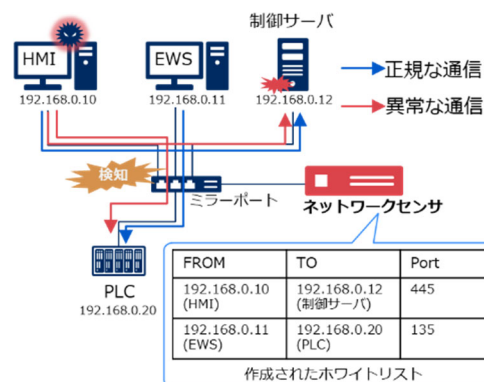 制御サーバ
HMI
EWS
192.168.0.10
192.168.0.11
192.168.0.12
正規な通信
異常な通信
検知
ミラーポート
ネットワークセンサ
PLC
192.168.0.20
FROM TO Port
192.168.0.10 192.168.0.12 445
(HMI) (制御サーバ)
192.168.0.11 192.168.0.20 135
(EWS) (PLC)
作成されたホワイトリスト